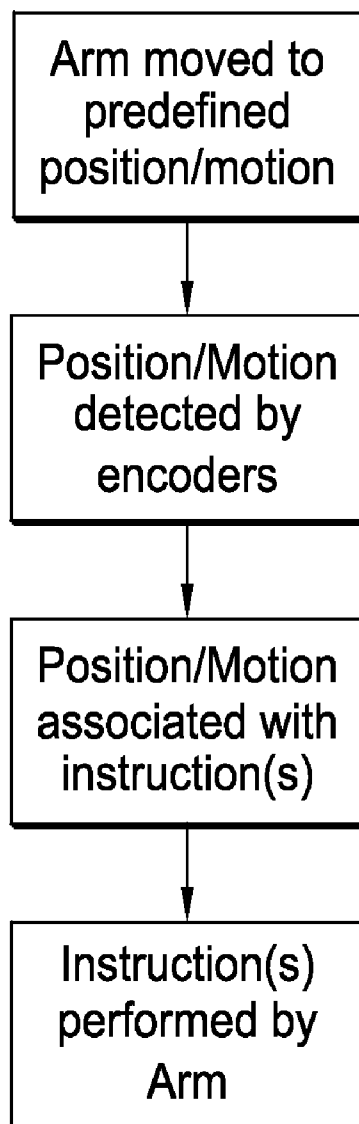 Arm moved to
predefined
position/motion
Position/Motion
detected by
encoders
Position/Motion
associated with
instruction(s)
Instruction(s)
performed by
Arm